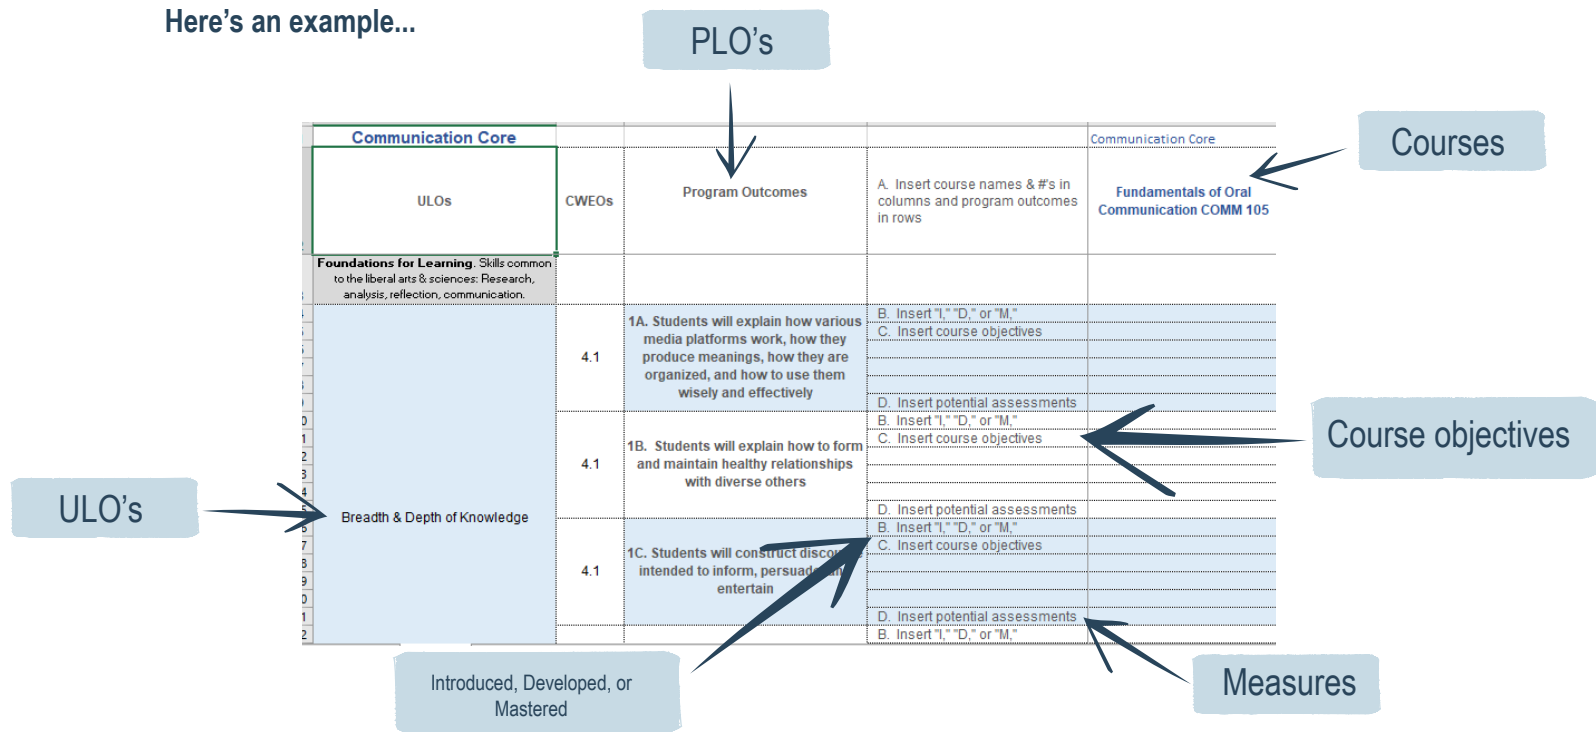 Here's an example...
PLO's
Courses
Communication Core
Communication Core
ULOs
CWEOs
Program Outcomes
A. Insert course names & #'s in
columns and program outcomes
in rows
Fundamentals of Oral
Communication COMM 105
Foundations for Learning. Skills common
to the liberal arts & sciences: Research,
analysis, reflection, communication.
Breadth & Depth of Knowledge
4.1
1A. Students will explain how various
media platforms work, how they
produce meanings, how they are
organized, and how to use them
wisely and effectively
B. Insert "I," "D," or "M,"
C. Insert course objectives
D. Insert potential assessments
4.1
1B. Students will explain how to form
and maintain healthy relationships
with diverse others
B. Insert "I," "D," or "M,"
C. Insert course objectives
D. Insert potential assessments
4.1
1C. Students will construct
intended to inform,
entertain
B. Insert "I," "D," or "M,"
C. Insert course objectives
D. Insert potential assessments
B. Insert "I," "D," or "M,"
Course objectives
ULO's
Introduced, Developed, or
Mastered
Measures